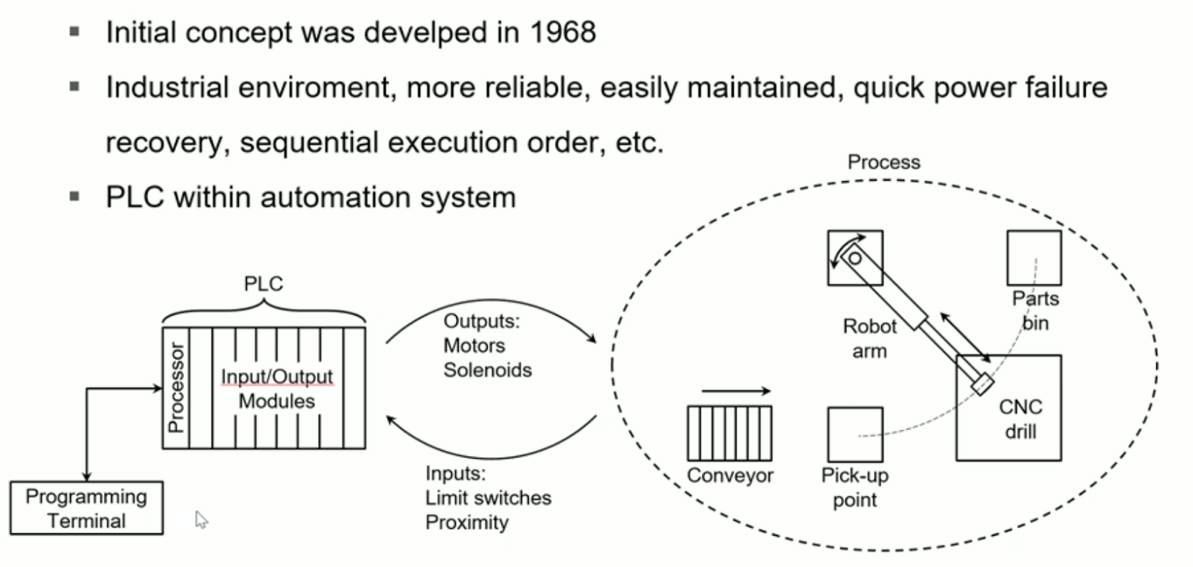 Initial concept was develped in 1968
Industrial enviroment, more reliable, easily maintained, quick power failure
recovery, sequential execution order, etc.
PLC within automation system
Process
PLC
Processor
Input/Output
Modules
Programming
Terminal
Outputs:
Motors
Solenoids
Inputs:
Limit switches
Proximity
Robot
arm
Parts
bin
CNC
drill
Conveyor
Pick-up
point